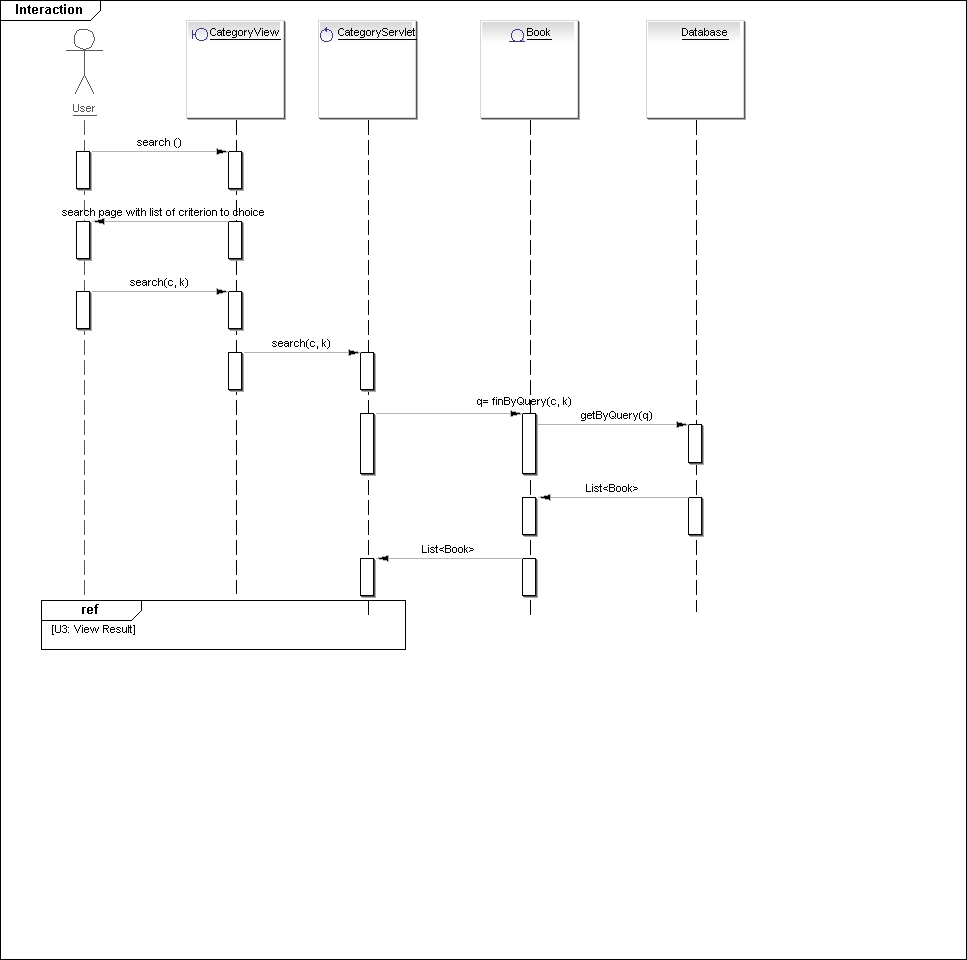 Interaction
CategoryView
CategoryServlet
Book
Database
User
search ()
search page with list of criterion to choice
search(c, k)
search(c, k)
q= finByQuery(c, k)
getByQuery(q)
List<Book>
List<Book>
ref
[U3: View Result]